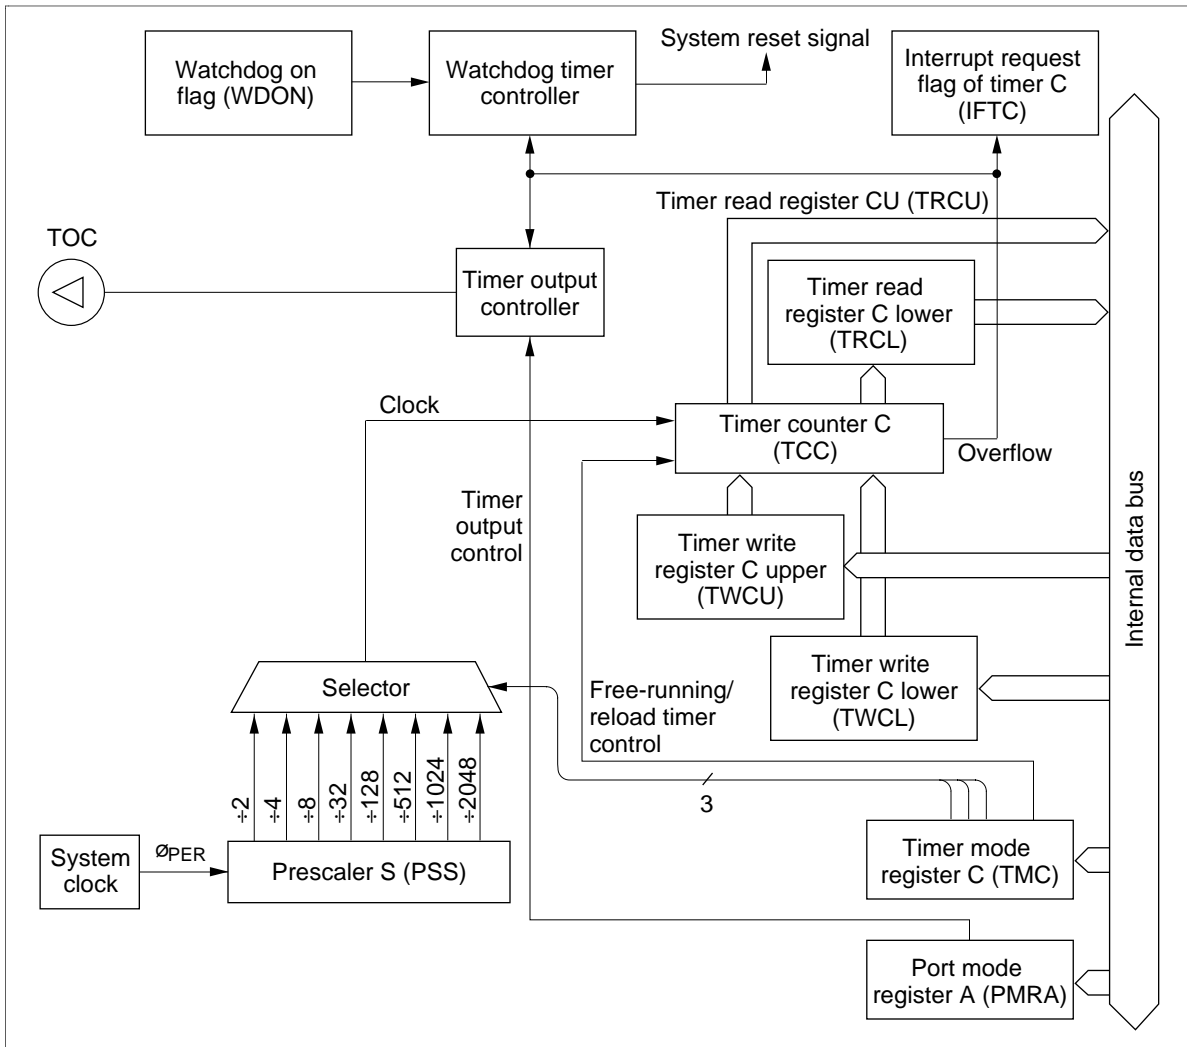 System reset signal
Watchdog on
flag (WDON)
Watchdog timer
controller
Interrupt request
flag of timer C
(IFTC)
Timer read register CU (TRCU)
TOC
Timer output
controller
Timer read
register C lower
(TRCL)
Clock
Timer counter C
(TCC)
Overflow
Timer
output
control
Timer write
register C upper
(TWCU)
Internal data bus
Timer write
register C lower
(TWCL)
Selector
Free-running/
reload timer
control
÷2
÷4
÷8
÷32
÷128
÷512
÷1024
÷2048
3
System
clock
ØPER
Prescaler S (PSS)
Timer mode
register C (TMC)
Port mode
register A (PMRA)